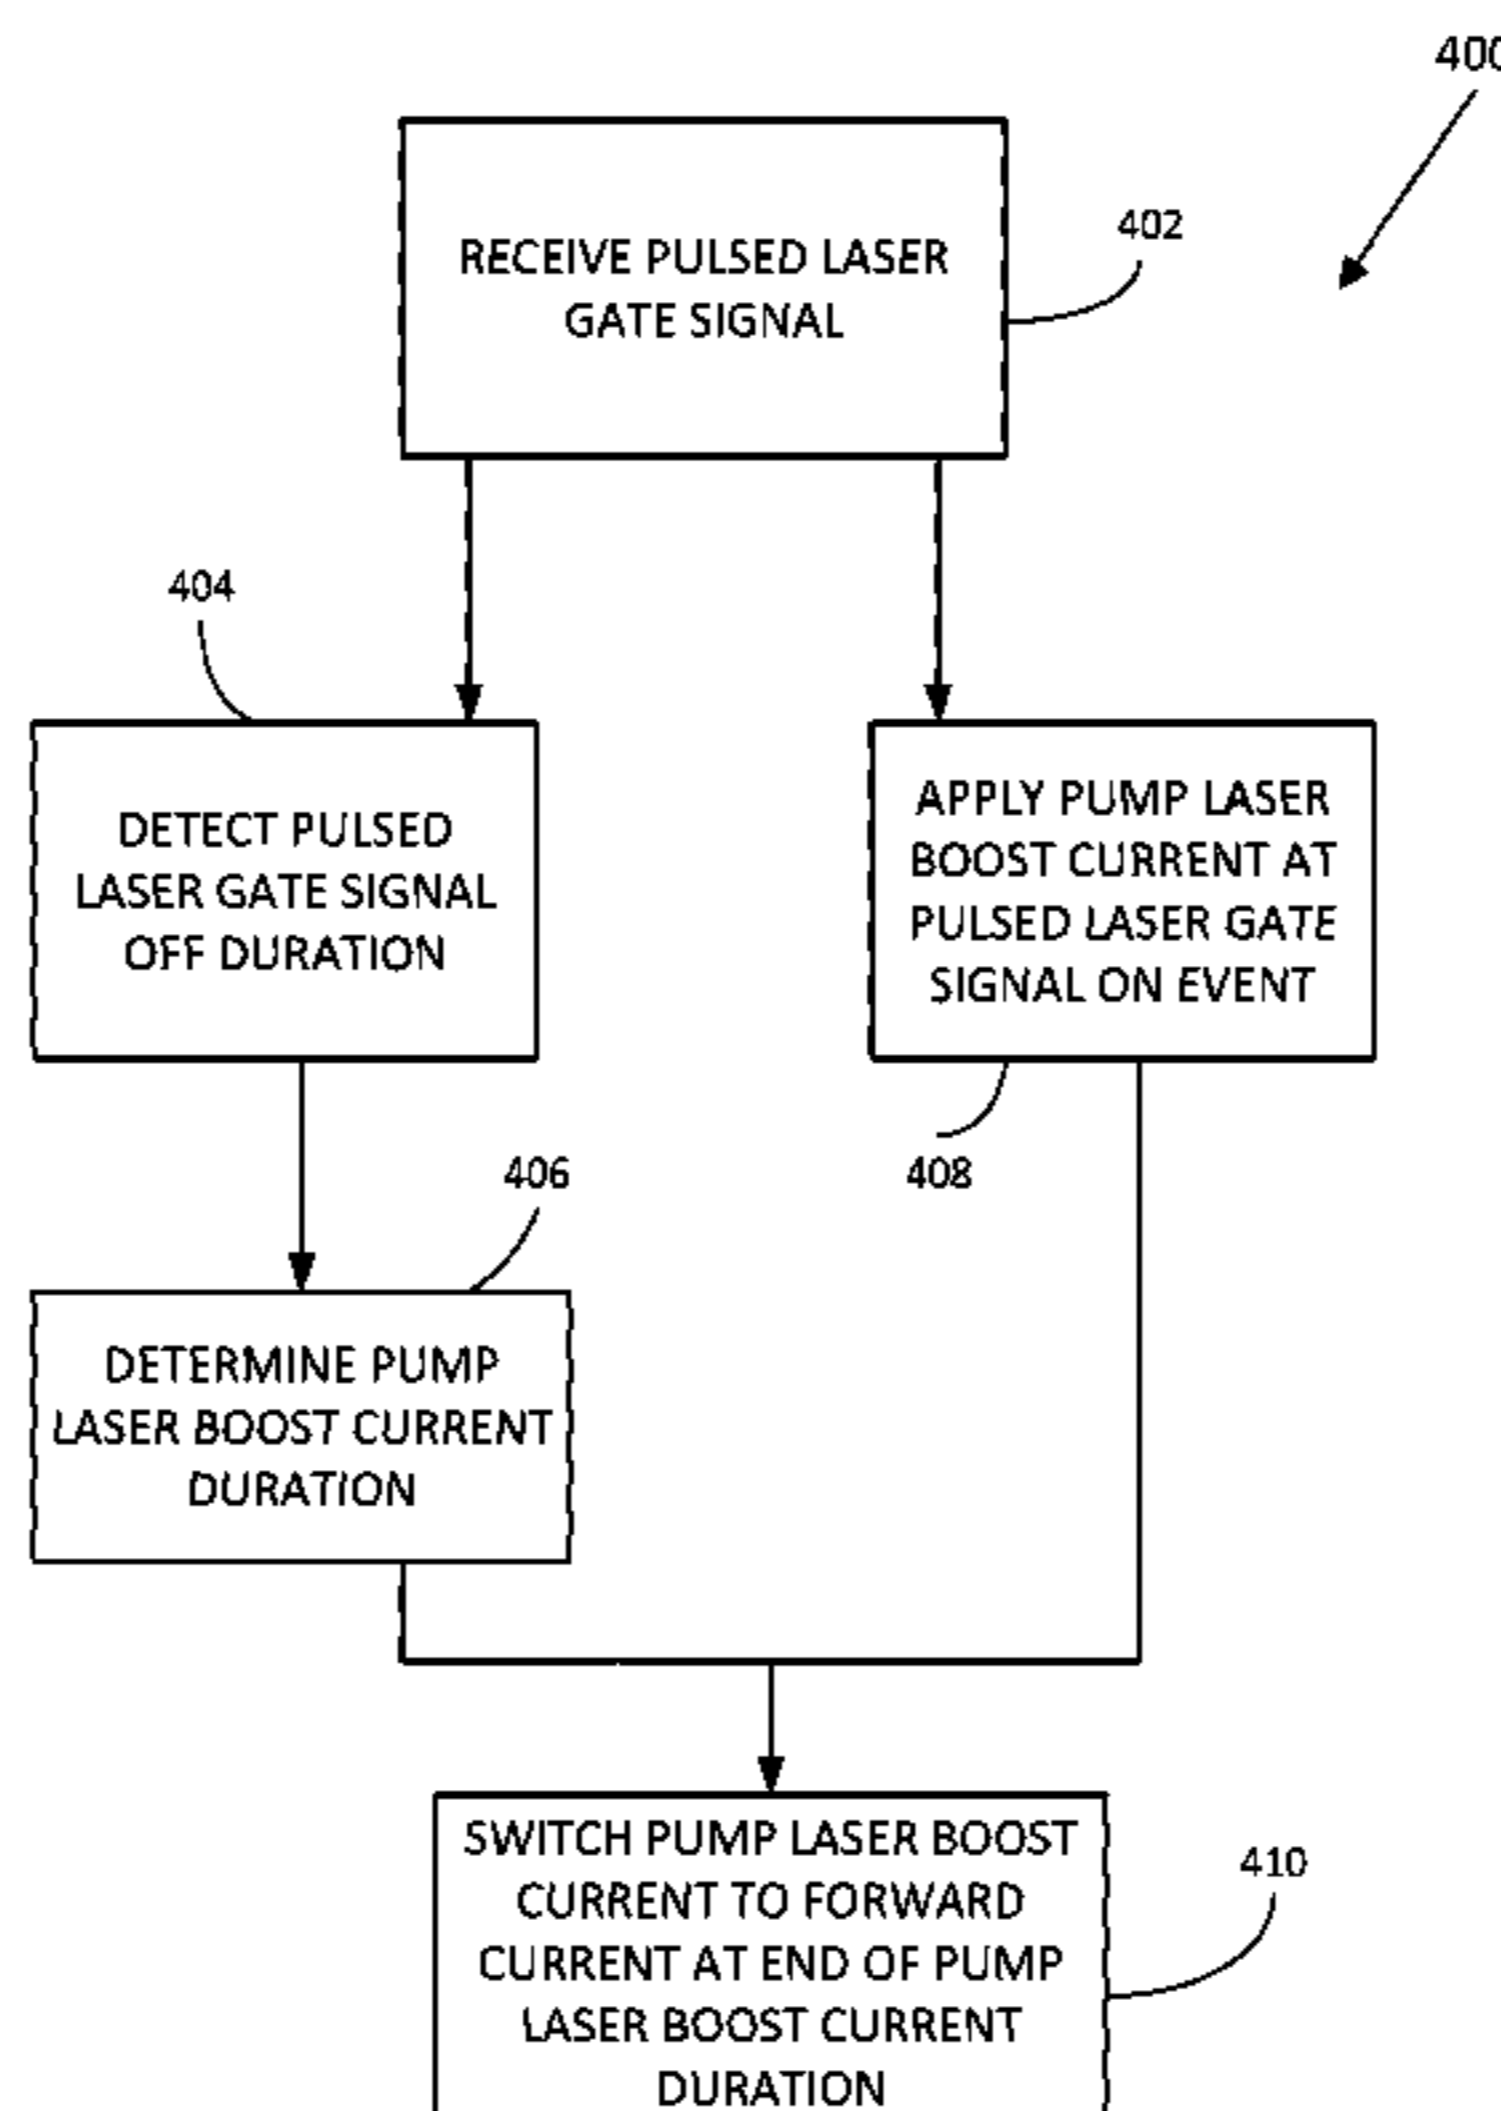 400
402
RECEIVE PULSED LASER
GATE SIGNAL
404
DETECT PULSED
LASER GATE SIGNAL
OFF DURATION
APPLY PUMP LASER
BOOST CURRENT AT
PULSED LASER GATE
SIGNAL ON EVENT
406
408
DETERMINE PUMP
LASER BOOST CURRENT
DURATION
SWITCH PUMP LASER BOOST
CURRENT TO FORWARD
CURRENT AT END OF PUMP
LASER BOOST CURRENT
DURATION
410